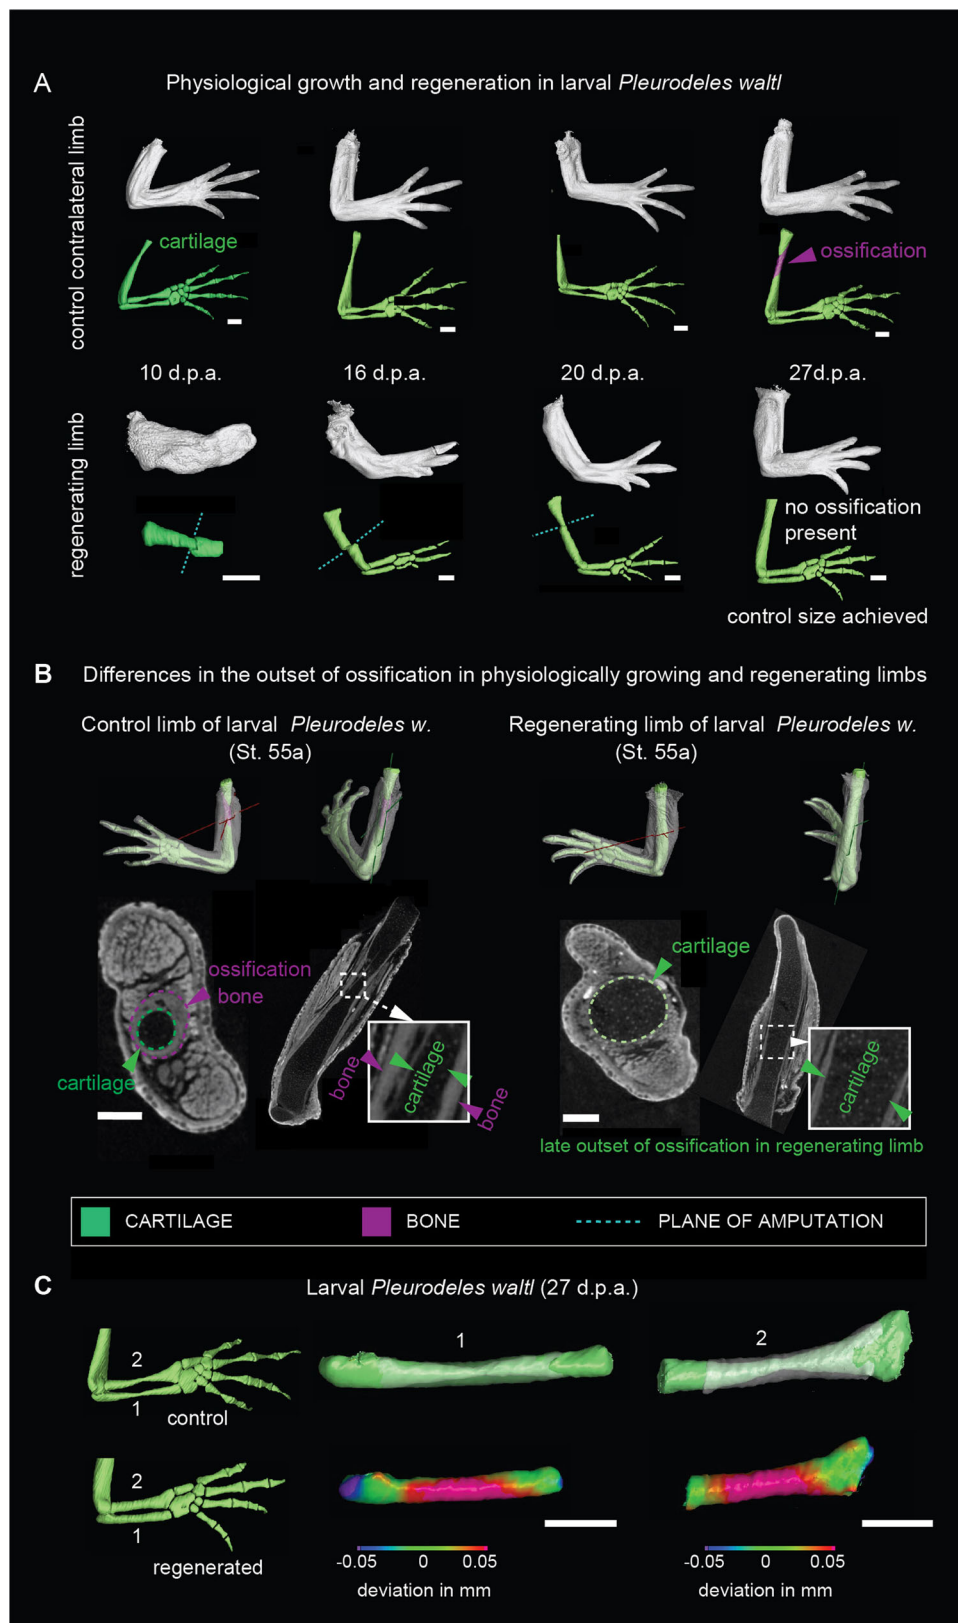 A Physiological growth and regeneration in larval Pleurodeles waltl
control contralateral limb
cartilage
ossification
10 d.p.a. 16 d.p.a. 20 d.p.a. 27d.p.a.
regenerating limb
no ossification
present
control size achieved
B Differences in the outset of ossification in physiologically growing and regenerating limbs
Control limb of larval Pleurodeles w.
(St. 55a)
Regenerating limb of larval Pleurodeles w.
(St. 55a)
ossification
bone
cartilage
bone
cartilage
bone
cartilage
cartilage
late outset of ossification in regenerating limb
CARTILAGE BONE PLANE OF AMPUTATION
C Larval Pleurodeles waltl (27 d.p.a.)
2
1
control
1
2
2
1
regenerated
-0.05 0 0.05
deviation in mm
-0.05 0 0.05
deviation in mm